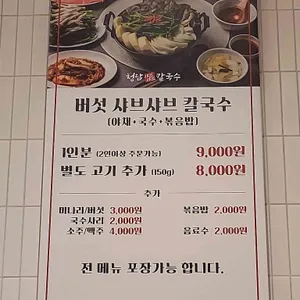 청담 칼국수
버섯 샤브샤브 칼국수
(야채·국수·볶음밥)
1인분 (2인이상 주문가능) 9,000원
별도 고기 추가 (150g) 8,000원
추가
미나리/버섯 3,000원 볶음밥 2,000원
국수사리 2,000원
소주/맥주 4,000원 음료수 2,000원
전 메뉴 포장가능 합니다.